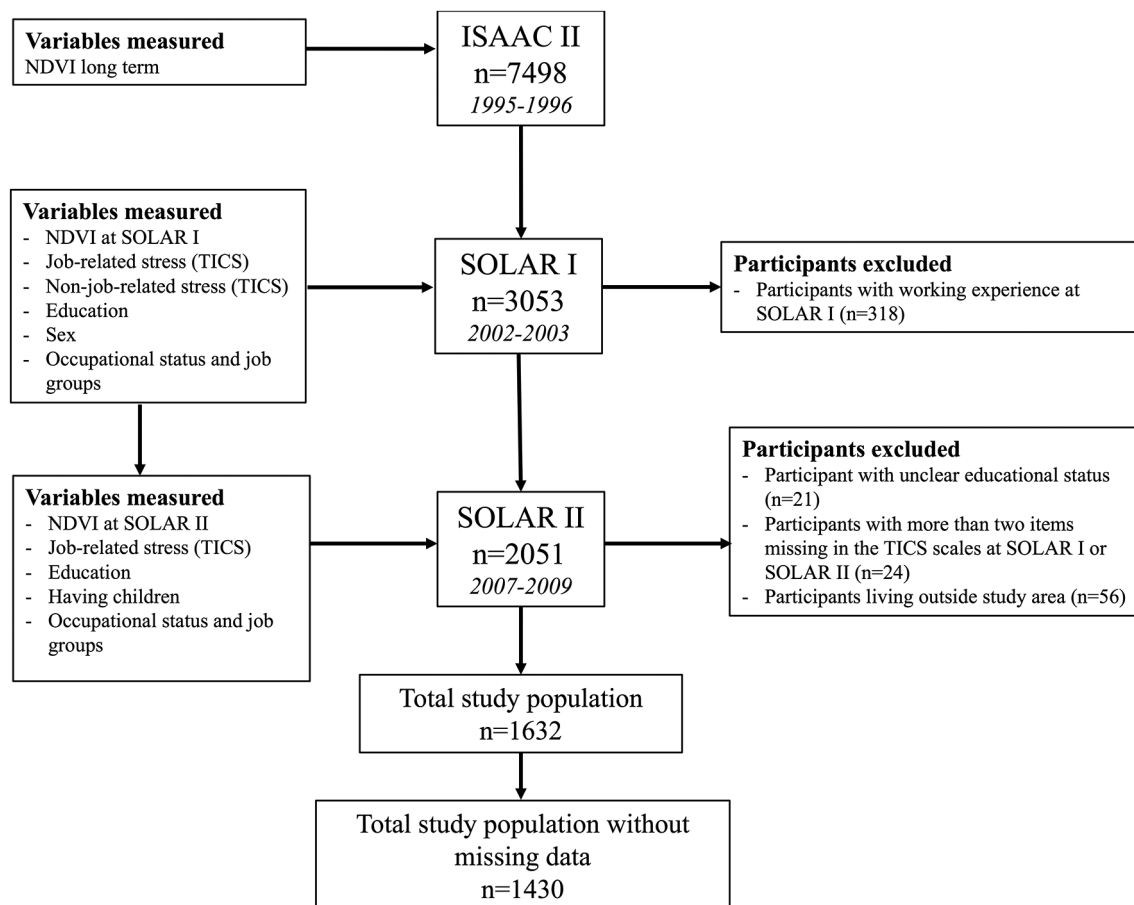 Variables measured
NDVI long term
ISAAC II
n=7498
1995-1996
Variables measured
- NDVI at SOLAR I
- Job-related stress (TICS)
- Non-job-related stress (TICS)
- Education
- Sex
- Occupational status and job
groups
SOLAR I
n=3053
2002-2003
Participants excluded
- Participants with working experience at
SOLAR I (n=318)
Variables measured
- NDVI at SOLAR II
- Job-related stress (TICS)
- Education
- Having children
- Occupational status and job
groups
SOLAR II
n=2051
2007-2009
Participants excluded
- Participant with unclear educational status
(n=21)
- Participants with more than two items
missing in the TICS scales at SOLAR I or
SOLAR II (n=24)
- Participants living outside study area (n=56)
Total study population
n=1632
Total study population without
missing data
n=1430